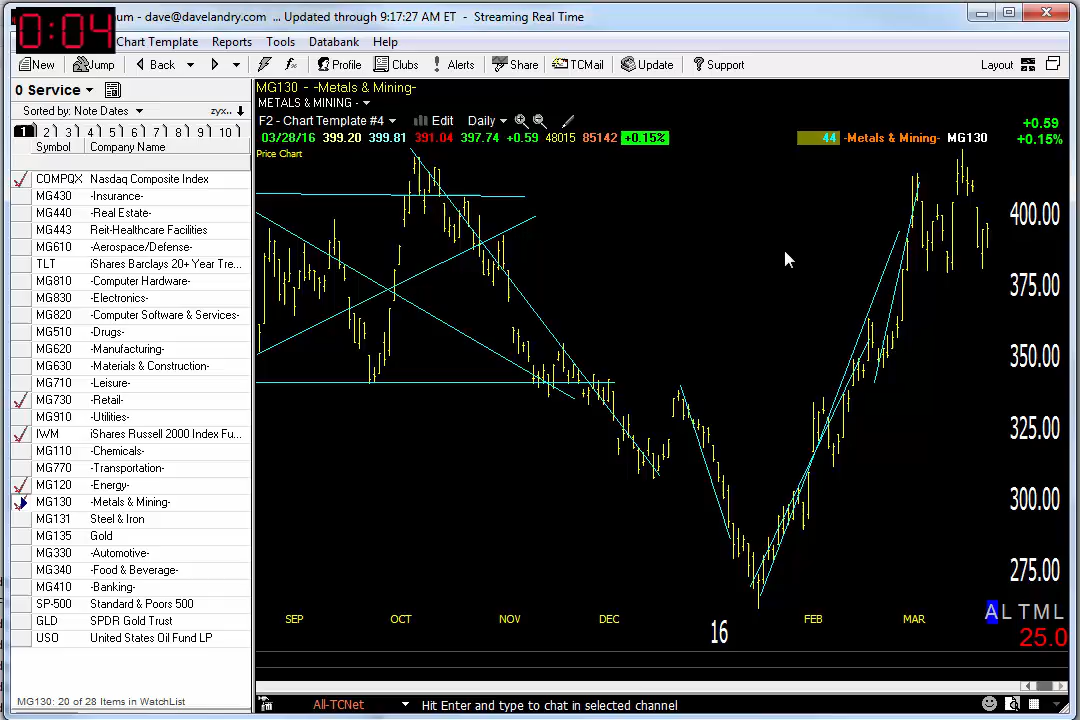 0:04
um - dave@davelandry.com ... Updated through 9:17:27 AM ET - Streaming Real Time
Chart Template Reports Tools Databank Help
New Jump Back Profile Clubs Alerts Share TCMail Update Support Layout
0 Service
Sorted by: Note Dates zyx..
1 2 3 4 5 6 7 8 9 10
Symbol Company Name
COMPQX Nasdaq Composite Index
MG430 -Insurance-
MG440 -Real Estate-
MG443 Reit-Healthcare Facilities
MG610 -Aerospace/Defense-
TLT iShares Barclays 20+ Year Tre...
MG810 -Computer Hardware-
MG830 -Electronics-
MG820 -Computer Software & Services-
MG510 -Drugs-
MG620 -Manufacturing-
MG630 -Materials & Construction-
MG710 -Leisure-
MG730 -Retail-
MG910 -Utilities-
IWM iShares Russell 2000 Index Fu...
MG110 -Chemicals-
MG770 -Transportation-
MG120 -Energy-
MG130 -Metals & Mining-
MG131 Steel & Iron
MG135 Gold
MG330 -Automotive-
MG340 -Food & Beverage-
MG410 -Banking-
SP-500 Standard & Poors 500
GLD SPDR Gold Trust
USO United States Oil Fund LP
MG130: 20 of 28 Items in WatchList
MG130 - -Metals & Mining-
METALS & MINING -
F2 - Chart Template #4 Edit Daily
03/28/16 399.20 399.81 391.04 397.74 +0.59 48015 85142 +0.15% 44 -Metals & Mining- MG130
+0.59
+0.15%
Price Chart
400.00
375.00
350.00
325.00
300.00
275.00
SEP OCT NOV DEC 16 FEB MAR
A L T M L
25.0
All-TCNet Hit Enter and type to chat in selected channel